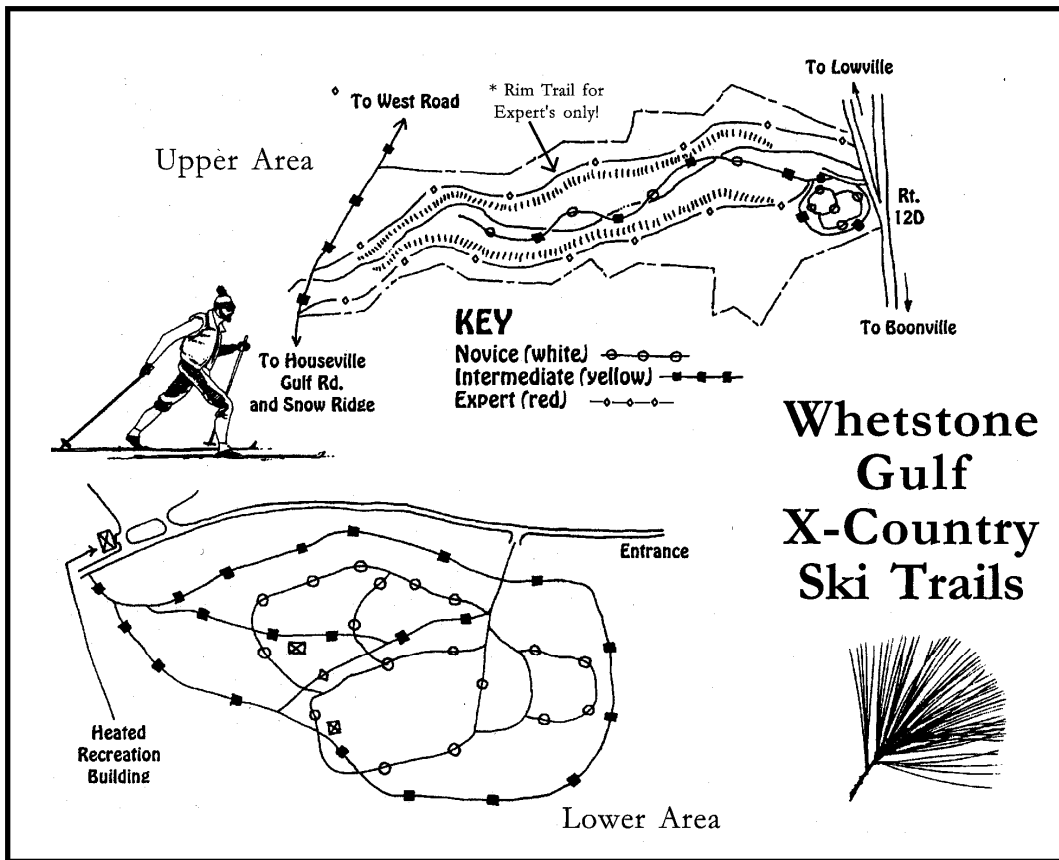 To Lowville
To West Road
* Rim Trail for
Expert's only!
Upper Area
Rt.
12D
To Boonville
KEY
Novice (white)
Intermediate (yellow)
Expert (red)
To Houseville
Gulf Rd.
and Snow Ridge
Whetstone
Gulf
X-Country
Ski Trails
Entrance
Heated
Recreation
Building
Lower Area